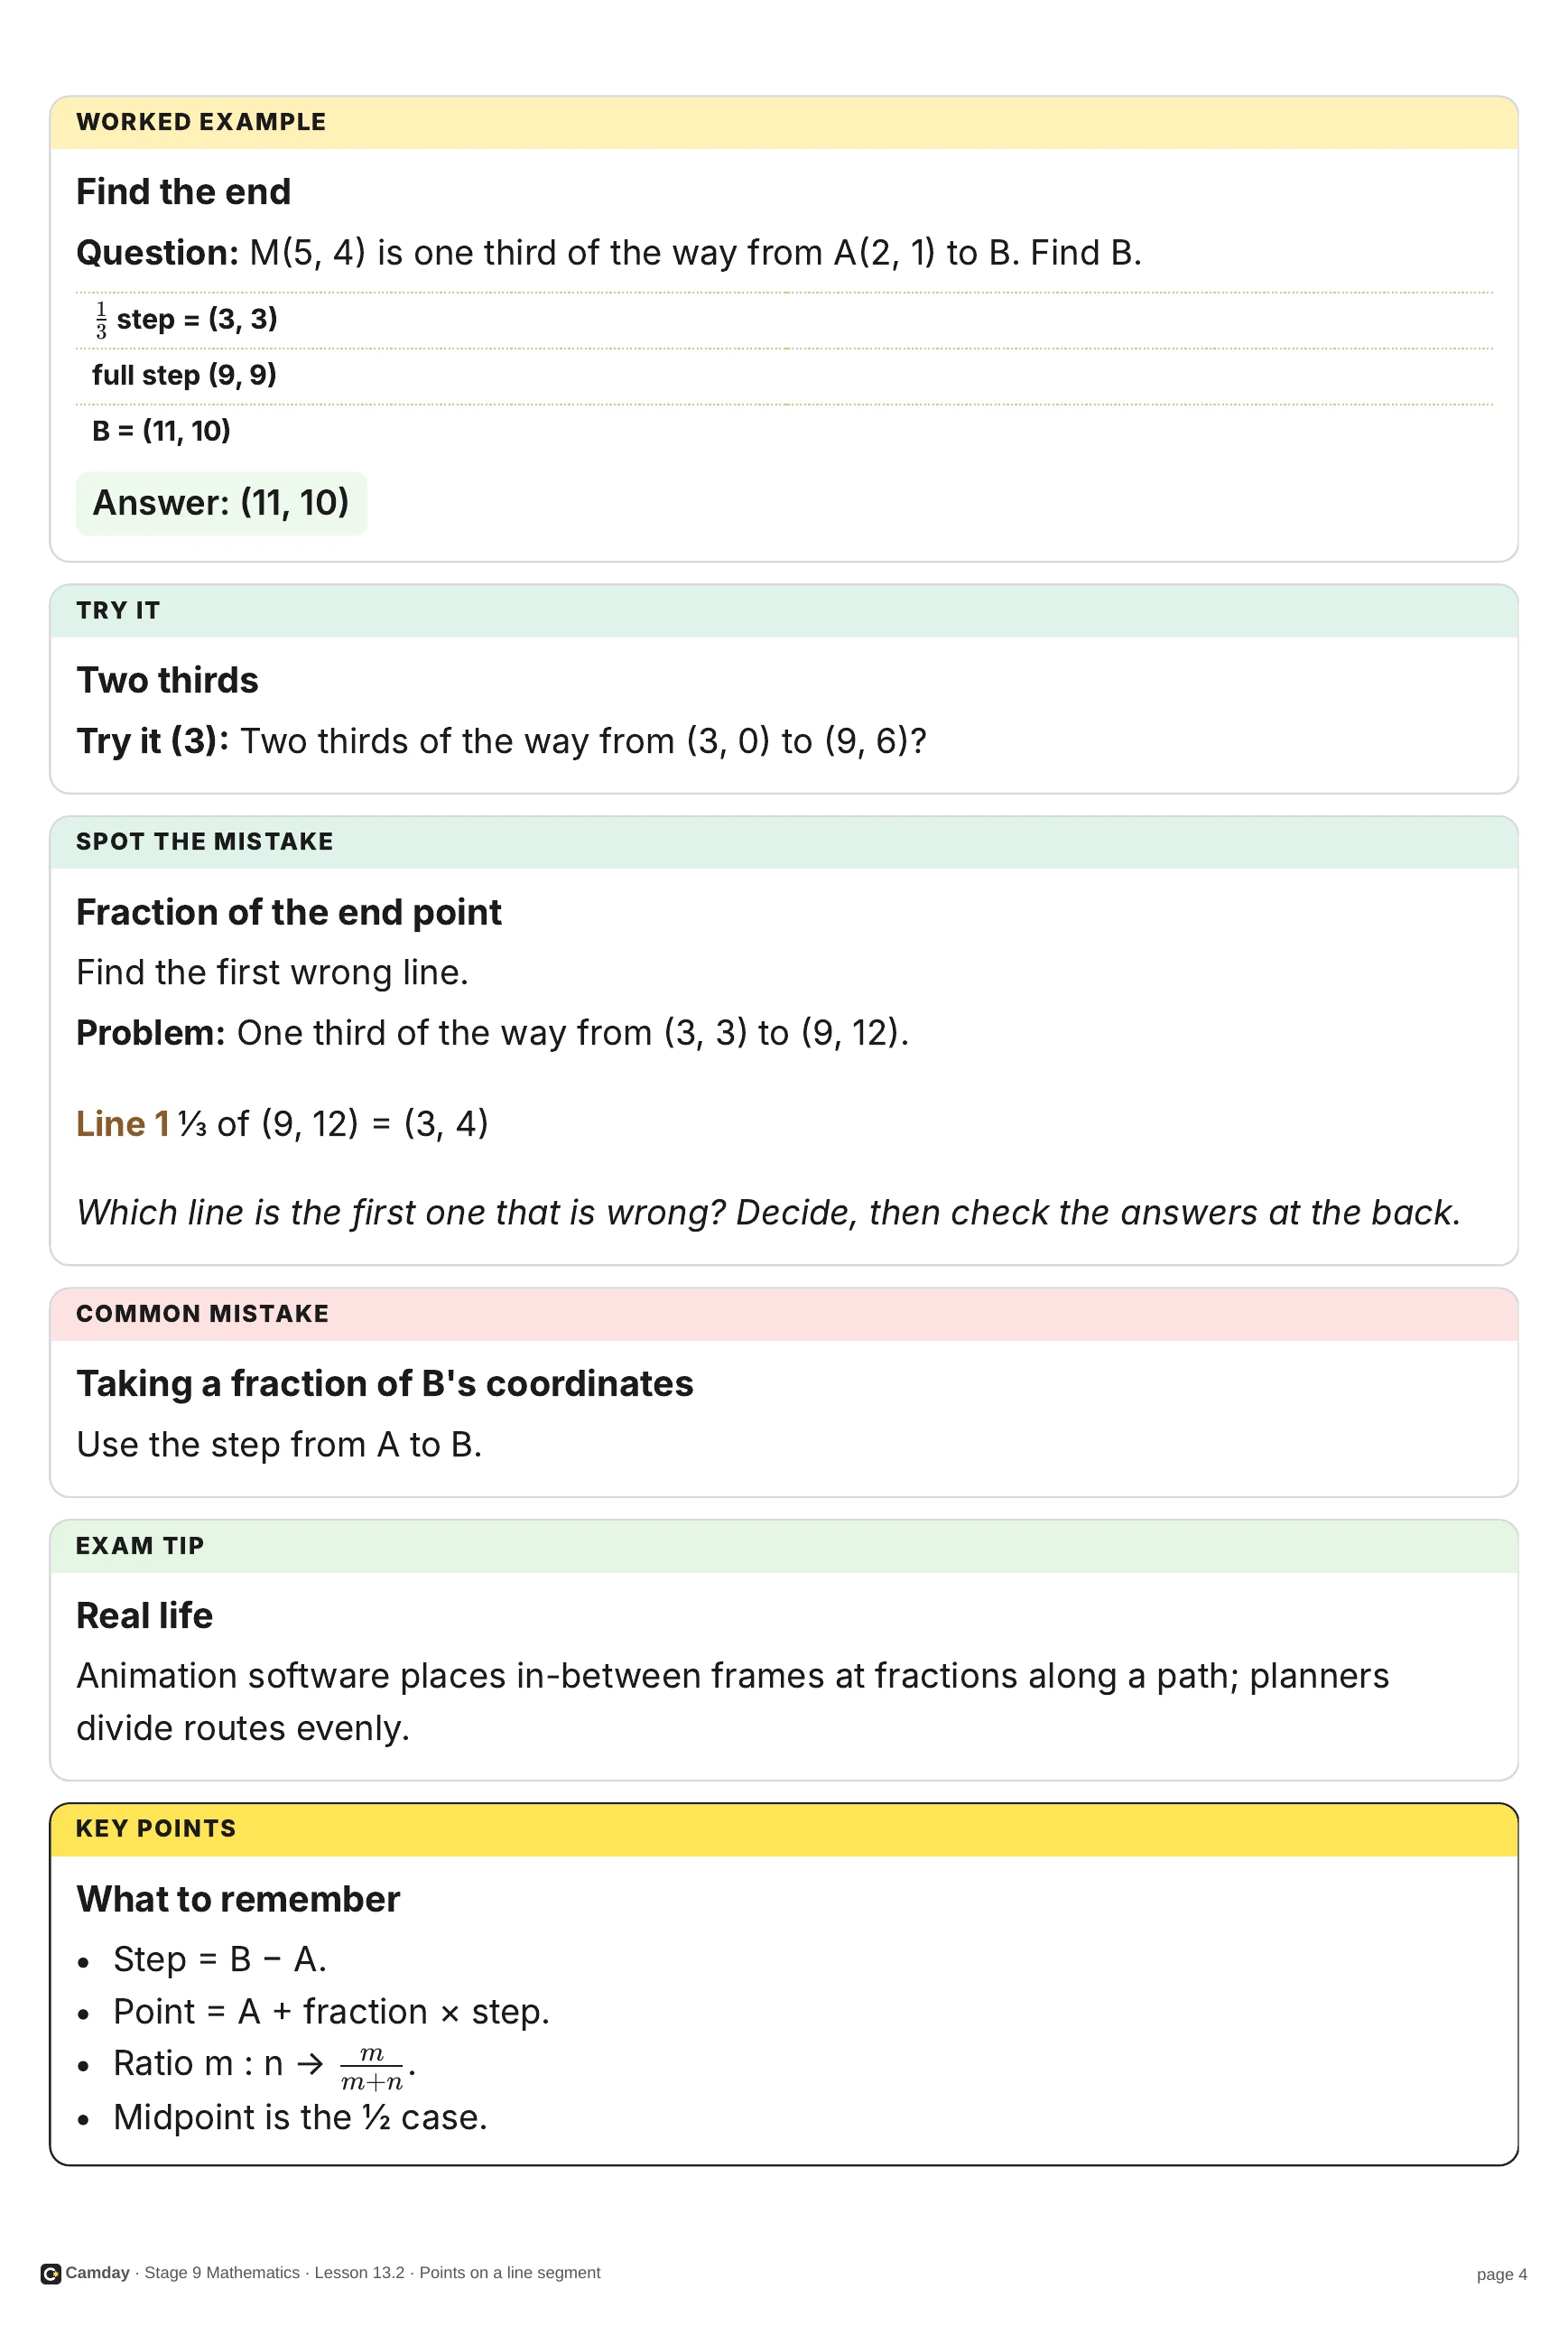 WORKED EXAMPLE
Find the end
Question: M(5, 4) is one third of the way from A(2, 1) to B. Find B.
1/3 step = (3, 3)
full step (9, 9)
B = (11, 10)
Answer: (11, 10)
TRY IT
Two thirds
Try it (3): Two thirds of the way from (3, 0) to (9, 6)?
SPOT THE MISTAKE
Fraction of the end point
Find the first wrong line.
Problem: One third of the way from (3, 3) to (9, 12).
Line 1 ⅓ of (9, 12) = (3, 4)
Which line is the first one that is wrong? Decide, then check the answers at the back.
COMMON MISTAKE
Taking a fraction of B's coordinates
Use the step from A to B.
EXAM TIP
Real life
Animation software places in-between frames at fractions along a path; planners
divide routes evenly.
KEY POINTS
What to remember
• Step = B − A.
• Point = A + fraction × step.
• Ratio m : n → m/(m+n).
• Midpoint is the ½ case.
Camday · Stage 9 Mathematics · Lesson 13.2 · Points on a line segment
page 4